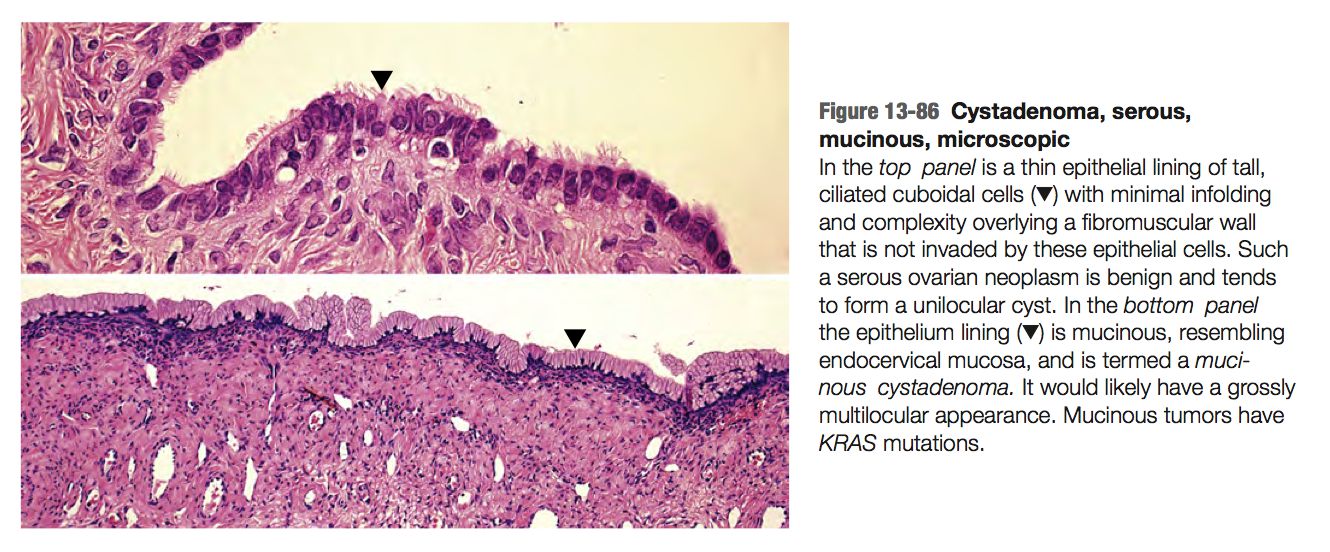 Figure 13-86 Cystadenoma, serous,
mucinous, microscopic
In the top panel is a thin epithelial lining of tall,
ciliated cuboidal cells (▼) with minimal infolding
and complexity overlying a fibromuscular wall
that is not invaded by these epithelial cells. Such
a serous ovarian neoplasm is benign and tends
to form a unilocular cyst. In the bottom panel
the epithelium lining (▼) is mucinous, resembling
endocervical mucosa, and is termed a muci-
nous cystadenoma. It would likely have a grossly
multilocular appearance. Mucinous tumors have
KRAS mutations.